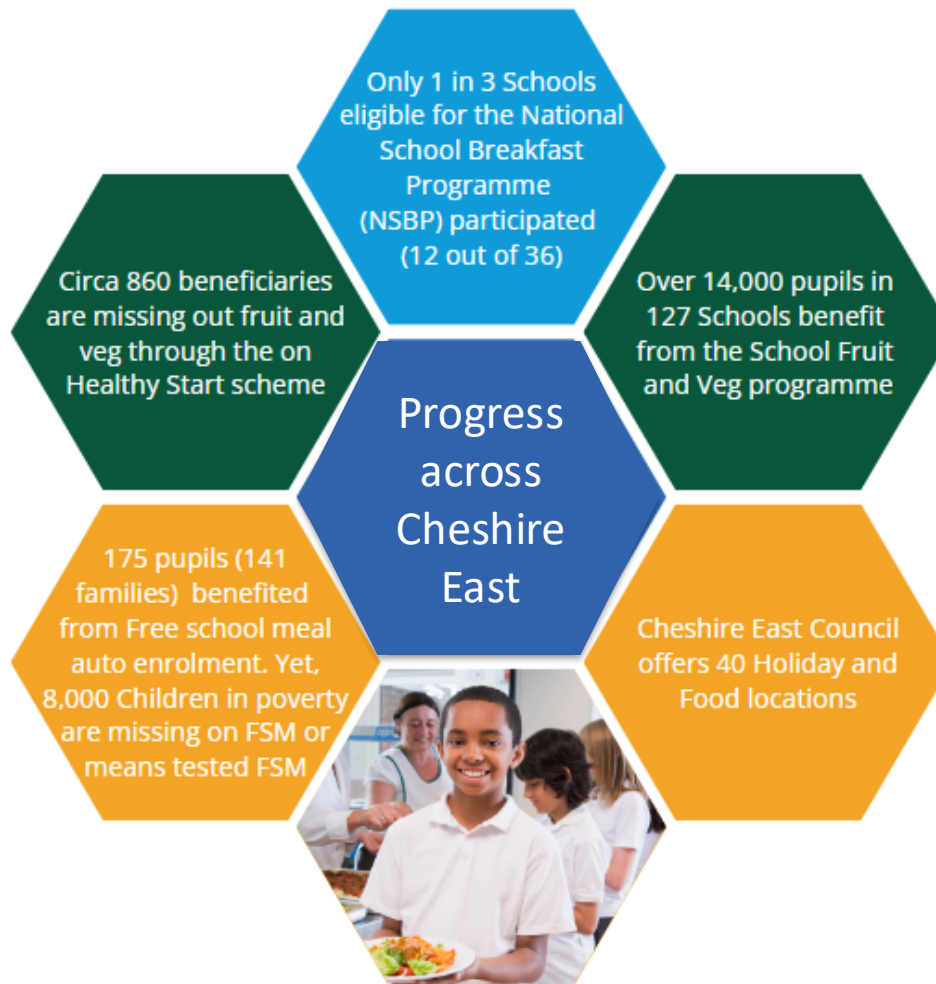 Only 1 in 3 Schools
eligible for the National
School Breakfast
Programme
(NSBP) participated
(12 out of 36)
Circa 860 beneficiaries
are missing out fruit and
veg through the on
Healthy Start scheme
Over 14,000 pupils in
127 Schools benefit
from the School Fruit
and Veg programme
Progress
across
Cheshire
East
175 pupils (141
families) benefited
from Free school meal
auto enrolment. Yet,
8,000 Children in poverty
are missing on FSM or
means tested FSM
Cheshire East Council
offers 40 Holiday and
Food locations